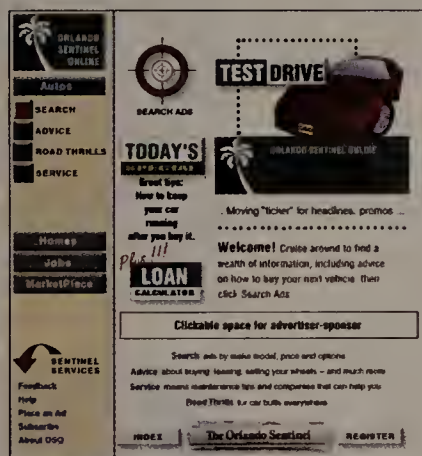 ORLANDO
SENTINEL
ONLINE
Autos
SEARCH
ADVICE
ROAD THRILLS
SERVICE
Homes
Jobs
MarketPlace
SENTINEL
SERVICES
Feedback
Help
Place an Ad
Subscribe
About OSO
SEARCH ADS
TEST DRIVE
ORLANDO SENTINEL ONLINE
TODAY'S
Great tips:
How to keep
your car
running
after you buy it.
plus!!!
LOAN
CALCULATOR
. Moving "ticker" for headlines, promos ...
Welcome! Cruise around to find a
wealth of information, including advice
on how to buy your next vehicle, then
click Search Ads
Clickable space for advertiser-sponsor
Search ads by make model, price and options
Advice about buying, leasing, selling your wheels – and much more
Service means maintenance tips and companies that can help you
Road Thrills for car buffs everywhere
INDEX
The Orlando Sentinel
REGISTER